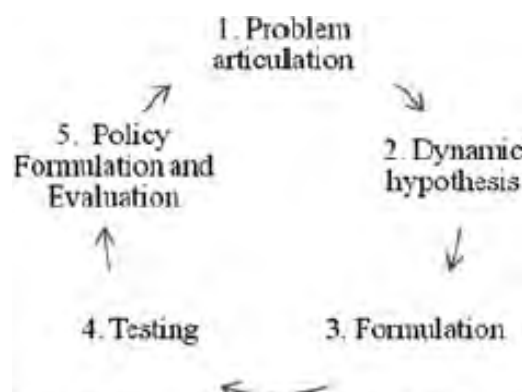 1. Problem
articulation
2. Dynamic
hypothesis
3. Formulation
4. Testing
5. Policy
Formulation and
Evaluation